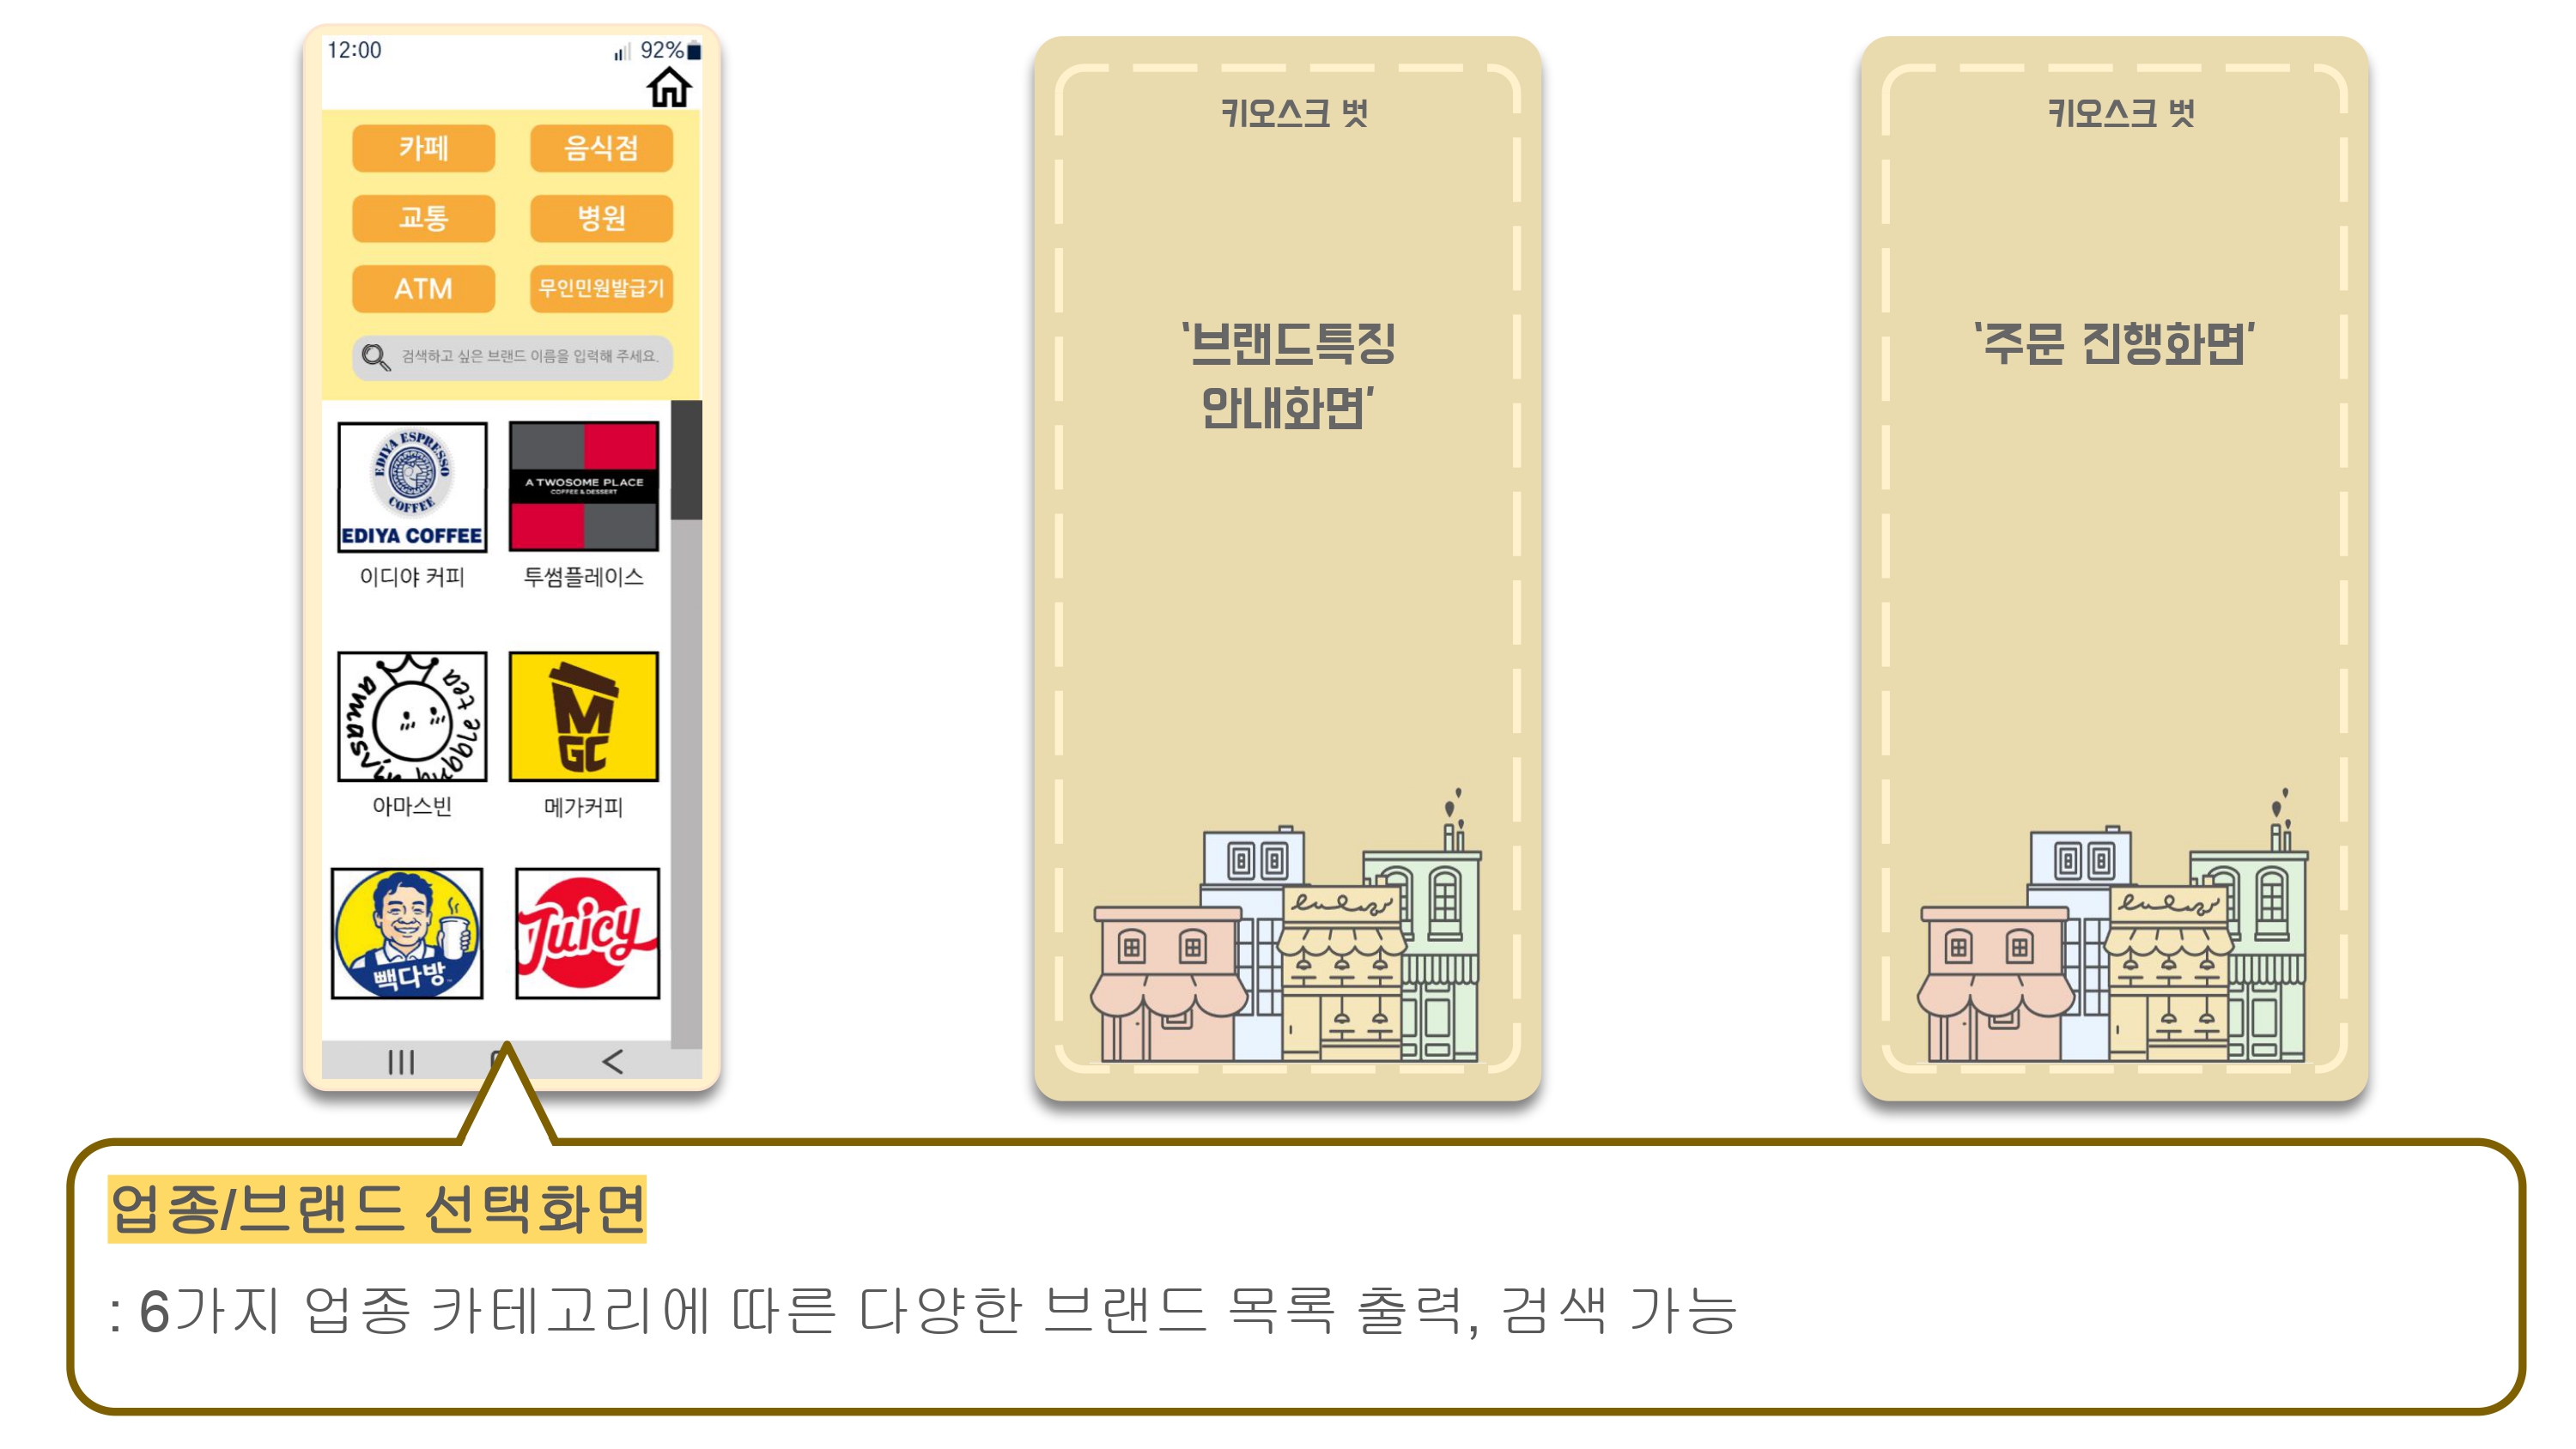 12:00 92%
카페 음식점
교통 병원
ATM 무인민원발급기
검색하고 싶은 브랜드 이름을 입력해 주세요.
EDIYA ESPRESSO COFFEE
EDIYA COFFEE
A TWOSOME PLACE
COFFEE & DESSERT
이디야 커피 투썸플레이스
amasvin bubble tea
M
GC
아마스빈 메가커피
빽다방
Juicy
키오스크 벗
‘브랜드특징
안내화면’
키오스크 벗
‘주문 진행화면’
업종/브랜드 선택화면
: 6가지 업종 카테고리에 따른 다양한 브랜드 목록 출력, 검색 가능